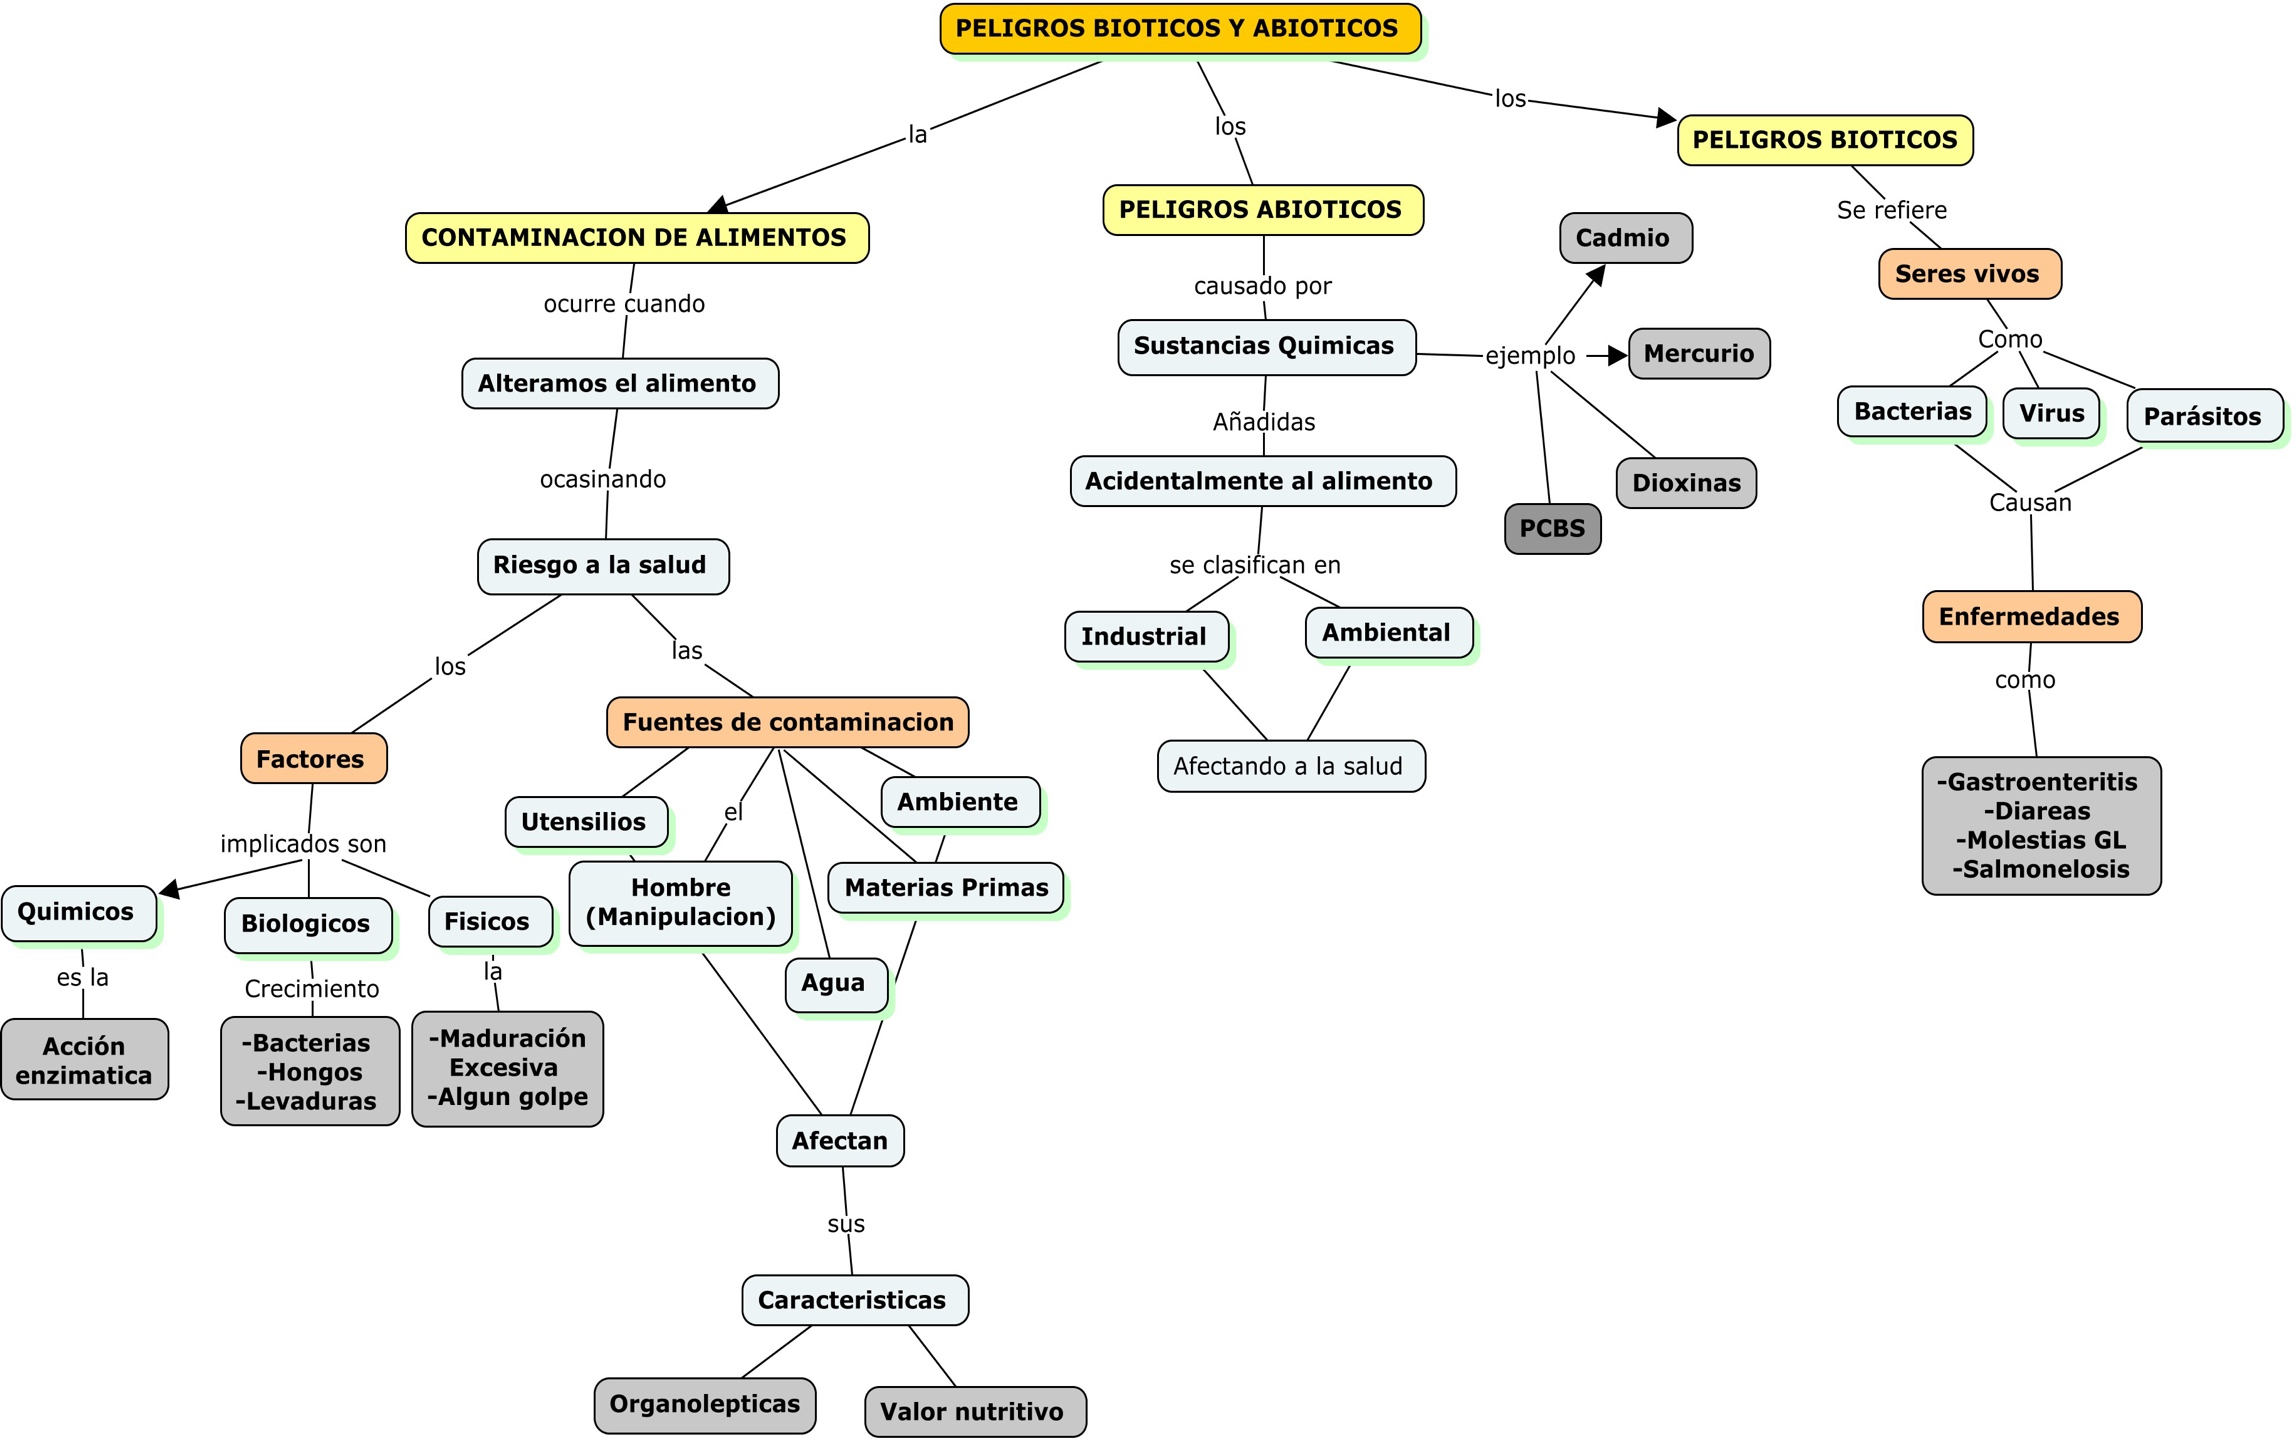 PELIGROS BIOTICOS Y ABIOTICOS
la
los
los
CONTAMINACION DE ALIMENTOS
ocurre cuando
Alteramos el alimento
ocasinando
Riesgo a la salud
los
las
Factores
implicados son
Quimicos
Biologicos
Fisicos
es la
Crecimiento
la
Acción
enzimatica
-Bacterias
-Hongos
-Levaduras
-Maduración
Excesiva
-Algun golpe
Fuentes de contaminacion
Utensilios
el
Ambiente
Hombre
(Manipulacion)
Materias Primas
Agua
Afectan
sus
Caracteristicas
Organolepticas
Valor nutritivo
PELIGROS ABIOTICOS
causado por
Sustancias Quimicas
ejemplo
Cadmio
Mercurio
Dioxinas
PCBS
Añadidas
Acidentalmente al alimento
se clasifican en
Industrial
Ambiental
Afectando a la salud
PELIGROS BIOTICOS
Se refiere
Seres vivos
Como
Bacterias
Virus
Parásitos
Causan
Enfermedades
como
-Gastroenteritis
-Diareas
-Molestias GL
-Salmonelosis